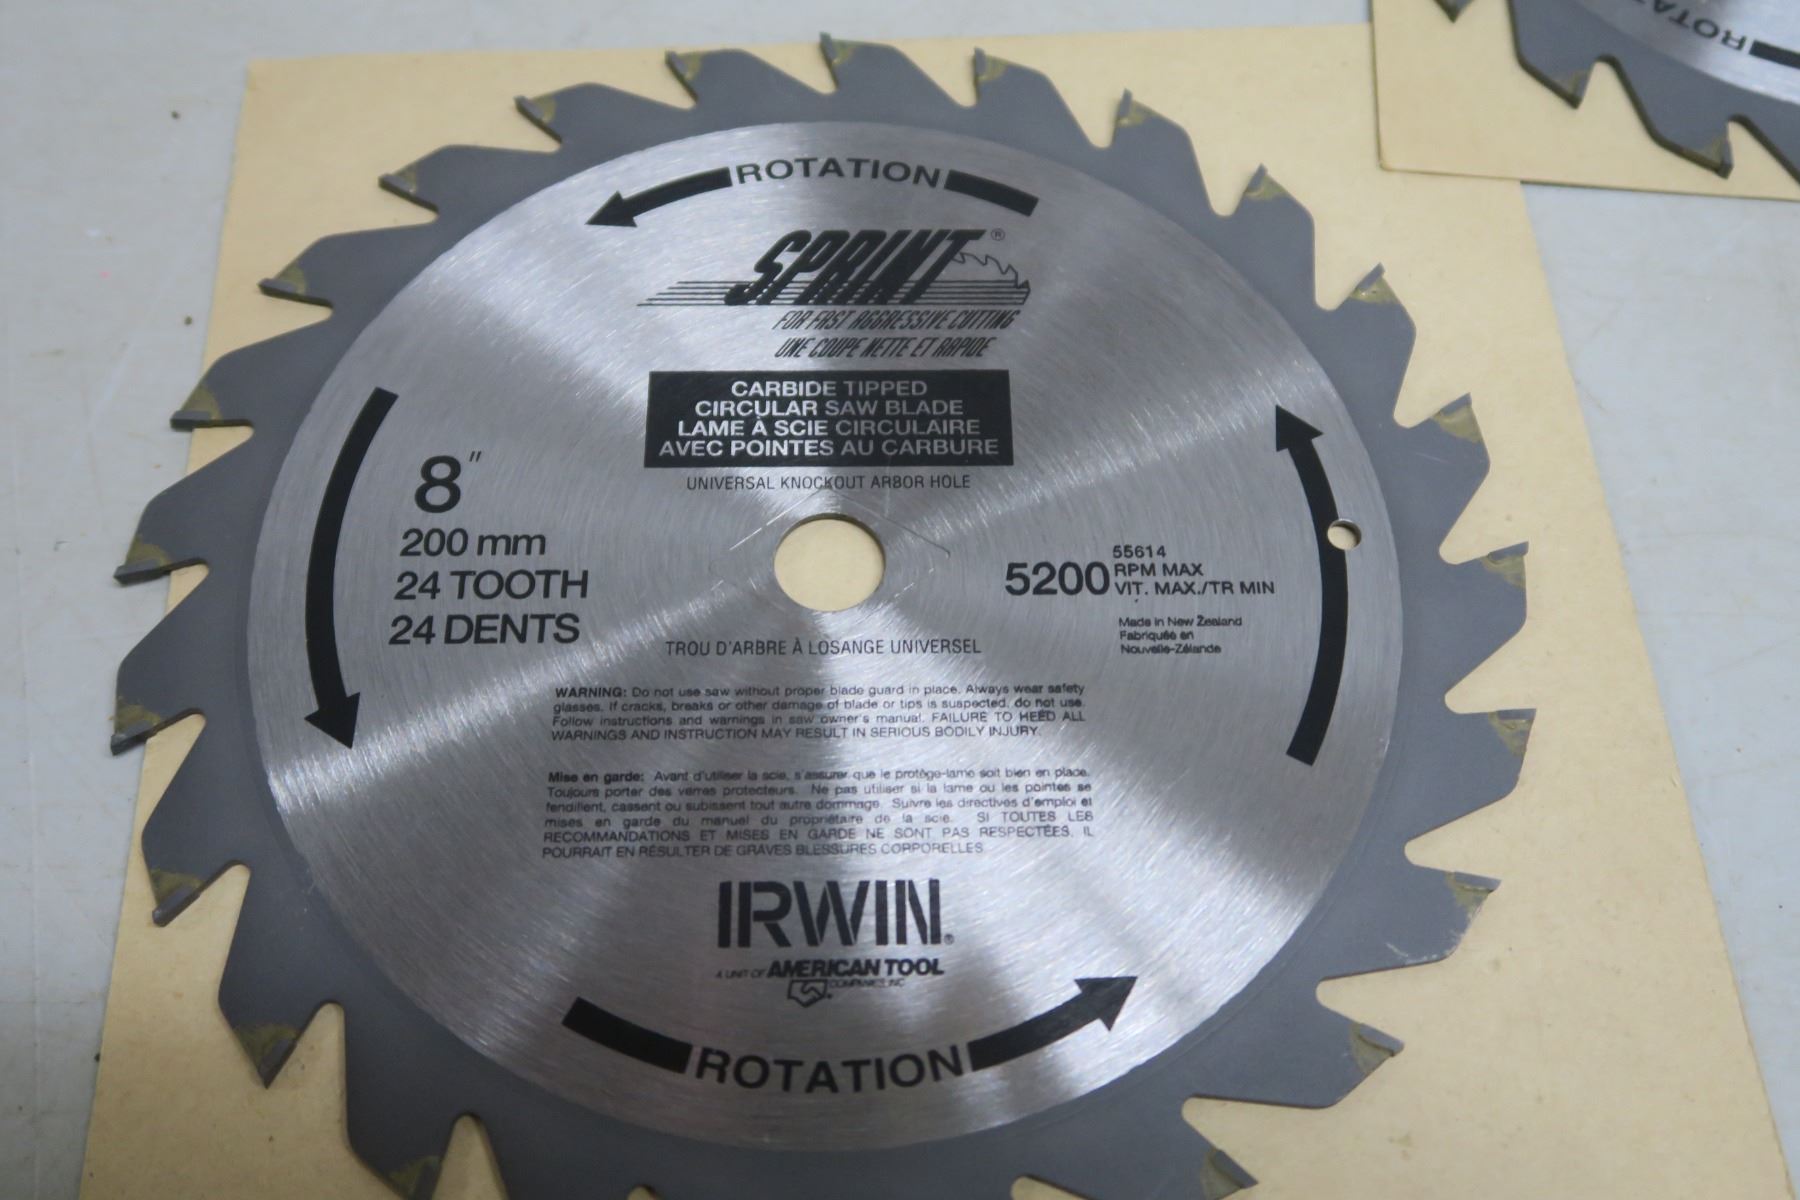 ROTATION
SPRINT®
FOR FAST AGGRESSIVE CUTTING
UNE COUPE NETTE ET RAPIDE
CARBIDE TIPPED
CIRCULAR SAW BLADE
LAME À SCIE CIRCULAIRE
AVEC POINTES AU CARBURE
UNIVERSAL KNOCKOUT ARBOR HOLE
8"
200 mm
24 TOOTH
24 DENTS
55614
5200 RPM MAX
VIT. MAX./TR MIN
Made in New Zealand
Fabriquée en
Nouvelle-Zélande
TROU D'ARBRE À LOSANGE UNIVERSEL
WARNING: Do not use saw without proper blade guard in place. Always wear safety
glasses. If cracks, breaks or other damage of blade or tips is suspected, do not use.
Follow instructions and warnings in saw owner's manual. FAILURE TO HEED ALL
WARNINGS AND INSTRUCTION MAY RESULT IN SERIOUS BODILY INJURY.
Mise en garde: Avant d'utiliser la scie, s'assurer que le protège-lame soit bien en place.
Toujours porter des verres protecteurs. Ne pas utiliser si la lame ou les pointes se
fendillent, cassent ou subissent tout autre dommage. Suivre les directives d'emploi et
mises en garde du manuel du propriétaire de la scie. SI TOUTES LES
RECOMMANDATIONS ET MISES EN GARDE NE SONT PAS RESPECTÉES, IL
POURRAIT EN RÉSULTER DE GRAVES BLESSURES CORPORELLES
IRWIN®
A UNIT OF AMERICAN TOOL
COMPANIES, INC
ROTATION
ROTAT